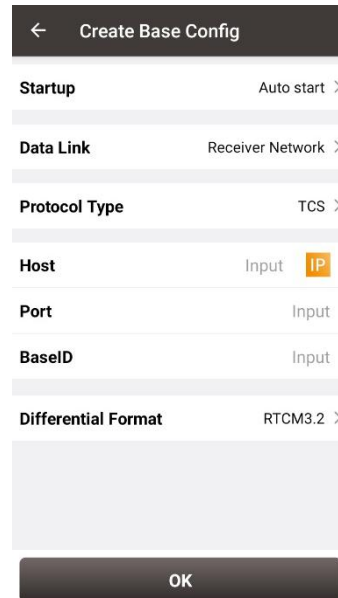 Create Base Config
Startup Auto start
Data Link Receiver Network
Protocol Type TCS
Host Input IP
Port Input
BaseID Input
Differential Format RTCM3.2
OK